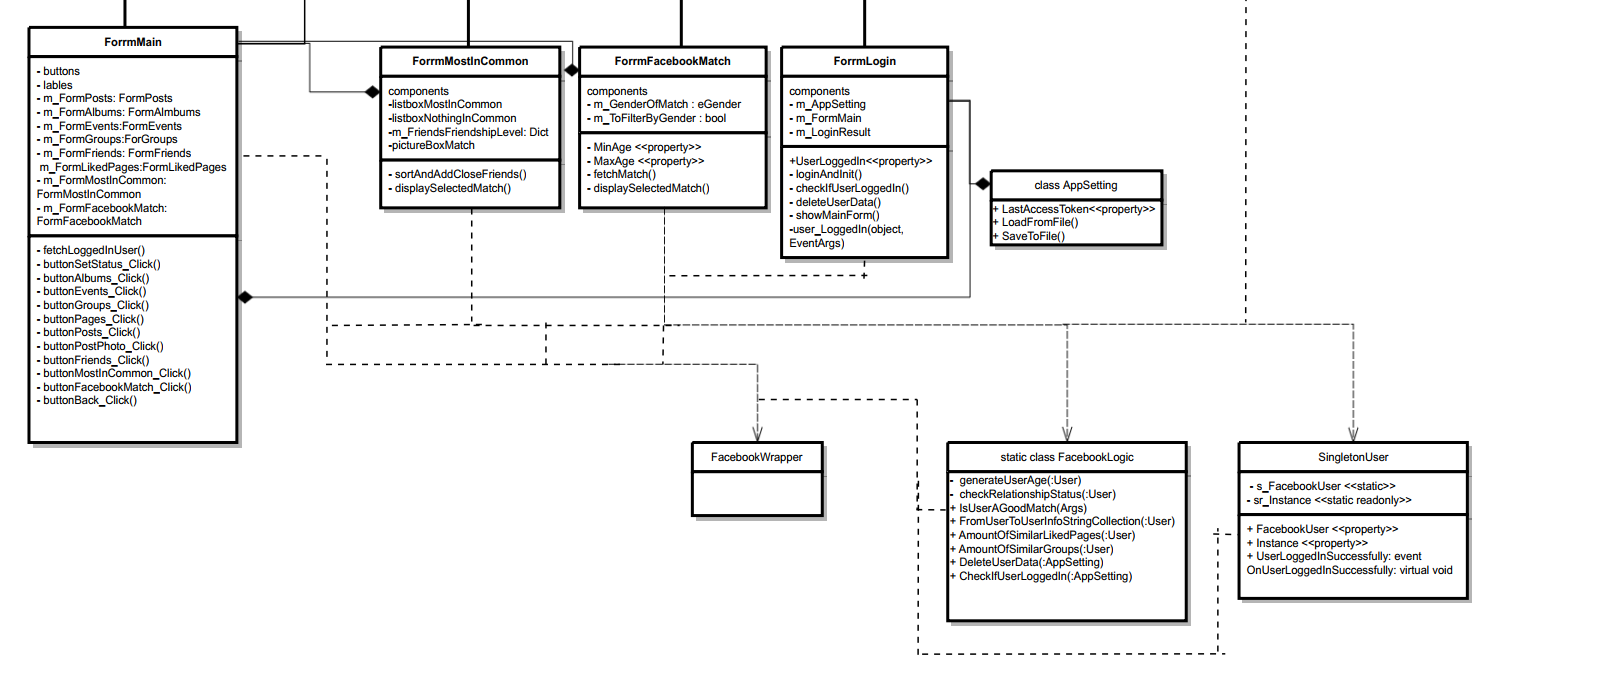 ForrmMain
- buttons
- lables
- m_FormPosts: FormPosts
- m_FormAlbums: FormAlmbums
- m_FormEvents:FormEvents
- m_FormGroups:ForGroups
- m_FormFriends: FormFriends
m_FormLikedPages:FormLikedPages
- m_FormMostInCommon:
FormMostInCommon
- m_FormFacebookMatch:
FormFacebookMatch
- fetchLoggedInUser()
- buttonSetStatus_Click()
- buttonAlbums_Click()
- buttonEvents_Click()
- buttonGroups_Click()
- buttonPages_Click()
- buttonPosts_Click()
- buttonPostPhoto_Click()
- buttonFriends_Click()
- buttonMostInCommon_Click()
- buttonFacebookMatch_Click()
- buttonBack_Click()
ForrmMostInCommon
components
-listboxMostInCommon
-listboxNothingInCommon
-m_FriendsFriendshipLevel: Dict
-pictureBoxMatch
- sortAndAddCloseFriends()
- displaySelectedMatch()
ForrmFacebookMatch
components
- m_GenderOfMatch : eGender
- m_ToFilterByGender : bool
- MinAge <<property>>
- MaxAge <<property>>
- fetchMatch()
- displaySelectedMatch()
ForrmLogin
components
- m_AppSetting
- m_FormMain
- m_LoginResult
+UserLoggedIn<<property>>
- loginAndInit()
- checkIfUserLoggedIn()
- deleteUserData()
- showMainForm()
-user_LoggedIn(object,
EventArgs)
class AppSetting
+ LastAccessToken<<property>>
+ LoadFromFile()
+ SaveToFile()
FacebookWrapper
static class FacebookLogic
- generateUserAge(:User)
- checkRelationshipStatus(:User)
+ IsUserAGoodMatch(Args)
+ FromUserToUserInfoStringCollection(:User)
+ AmountOfSimilarLikedPages(:User)
+ AmountOfSimilarGroups(:User)
+ DeleteUserData(:AppSetting)
+ CheckIfUserLoggedIn(:AppSetting)
SingletonUser
- s_FacebookUser <<static>>
- sr_Instance <<static readonly>>
+ FacebookUser <<property>>
+ Instance <<property>>
+ UserLoggedInSuccessfully: event
OnUserLoggedInSuccessfully: virtual void